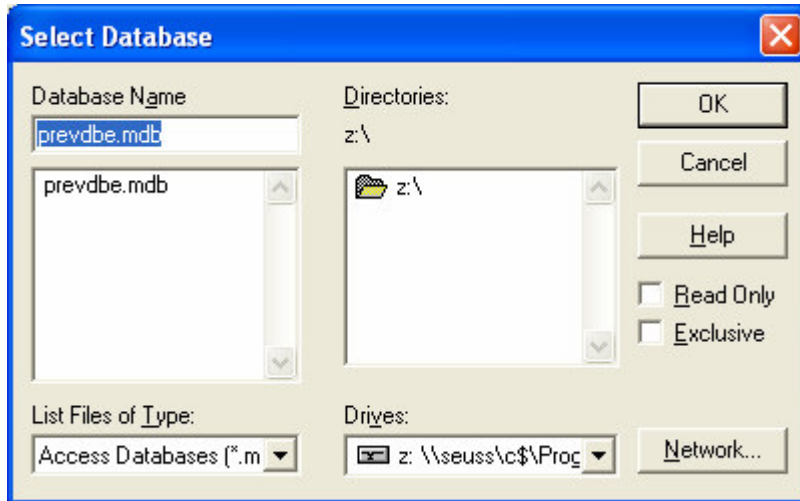 Select Database
Database Name
prevdbe.mdb
prevdbe.mdb
Directories:
z:\
z:\
OK
Cancel
Help
Read Only
Exclusive
List Files of Type:
Access Databases (*.m
Drives:
z: \\seuss\c$\Prog
Network...